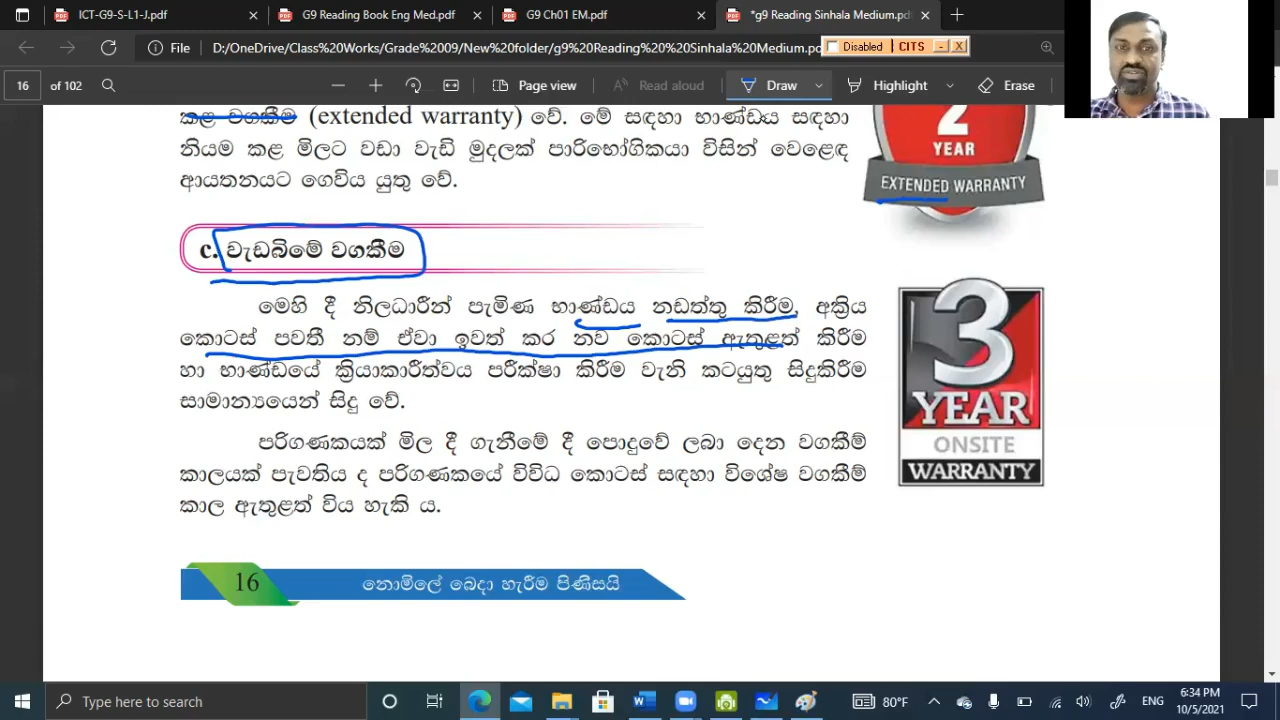 ICT-G9-S-L1-J.pdf
G9 Reading Book Eng Med.pdf
G9 Ch01 EM.pdf
*g9 Reading Sinhala Medium.pdf
File
D:/OneDrive/Class%20Works/Grade%2009/New%20folder/g9%20Reading%20%20Sinhala%20Medium.pd
Disabled
CITS
16
of 102
Page view
Read aloud
Draw
Highlight
Erase
කළ වගකීම (extended warranty) වේ. මේ සඳහා භාණ්ඩය සඳහා
නියම කළ මිලට වඩා වැඩි මුදලක් පාරිභෝගිකයා විසින් වෙළෙඳ
ආයතනයට ගෙවිය යුතු වේ.
2
YEAR
EXTENDED WARRANTY
c. වැඩබිමේ වගකීම
මෙහි දී නිලධාරීන් පැමිණ භාණ්ඩය නඩත්තු කිරීම, අක්‍රිය
කොටස් පවතී නම් ඒවා ඉවත් කර නව කොටස් ඇතුළත් කිරීම
හා භාණ්ඩයේ ක්‍රියාකාරීත්වය පරීක්ෂා කිරීම වැනි කටයුතු සිදුකිරීම
සාමාන්‍යයෙන් සිදු වේ.
3
YEAR
ONSITE
WARRANTY
පරිගණකයක් මිල දී ගැනීමේ දී පොදුවේ ලබා දෙන වගකීම්
කාලයක් පැවතිය ද පරිගණකයේ විවිධ කොටස් සඳහා විශේෂ වගකීම්
කාල ඇතුළත් විය හැකි ය.
16
නොමිලේ බෙදා හැරීම පිණිසයි
Type here to search
80°F
ENG
6:34 PM
10/5/2021